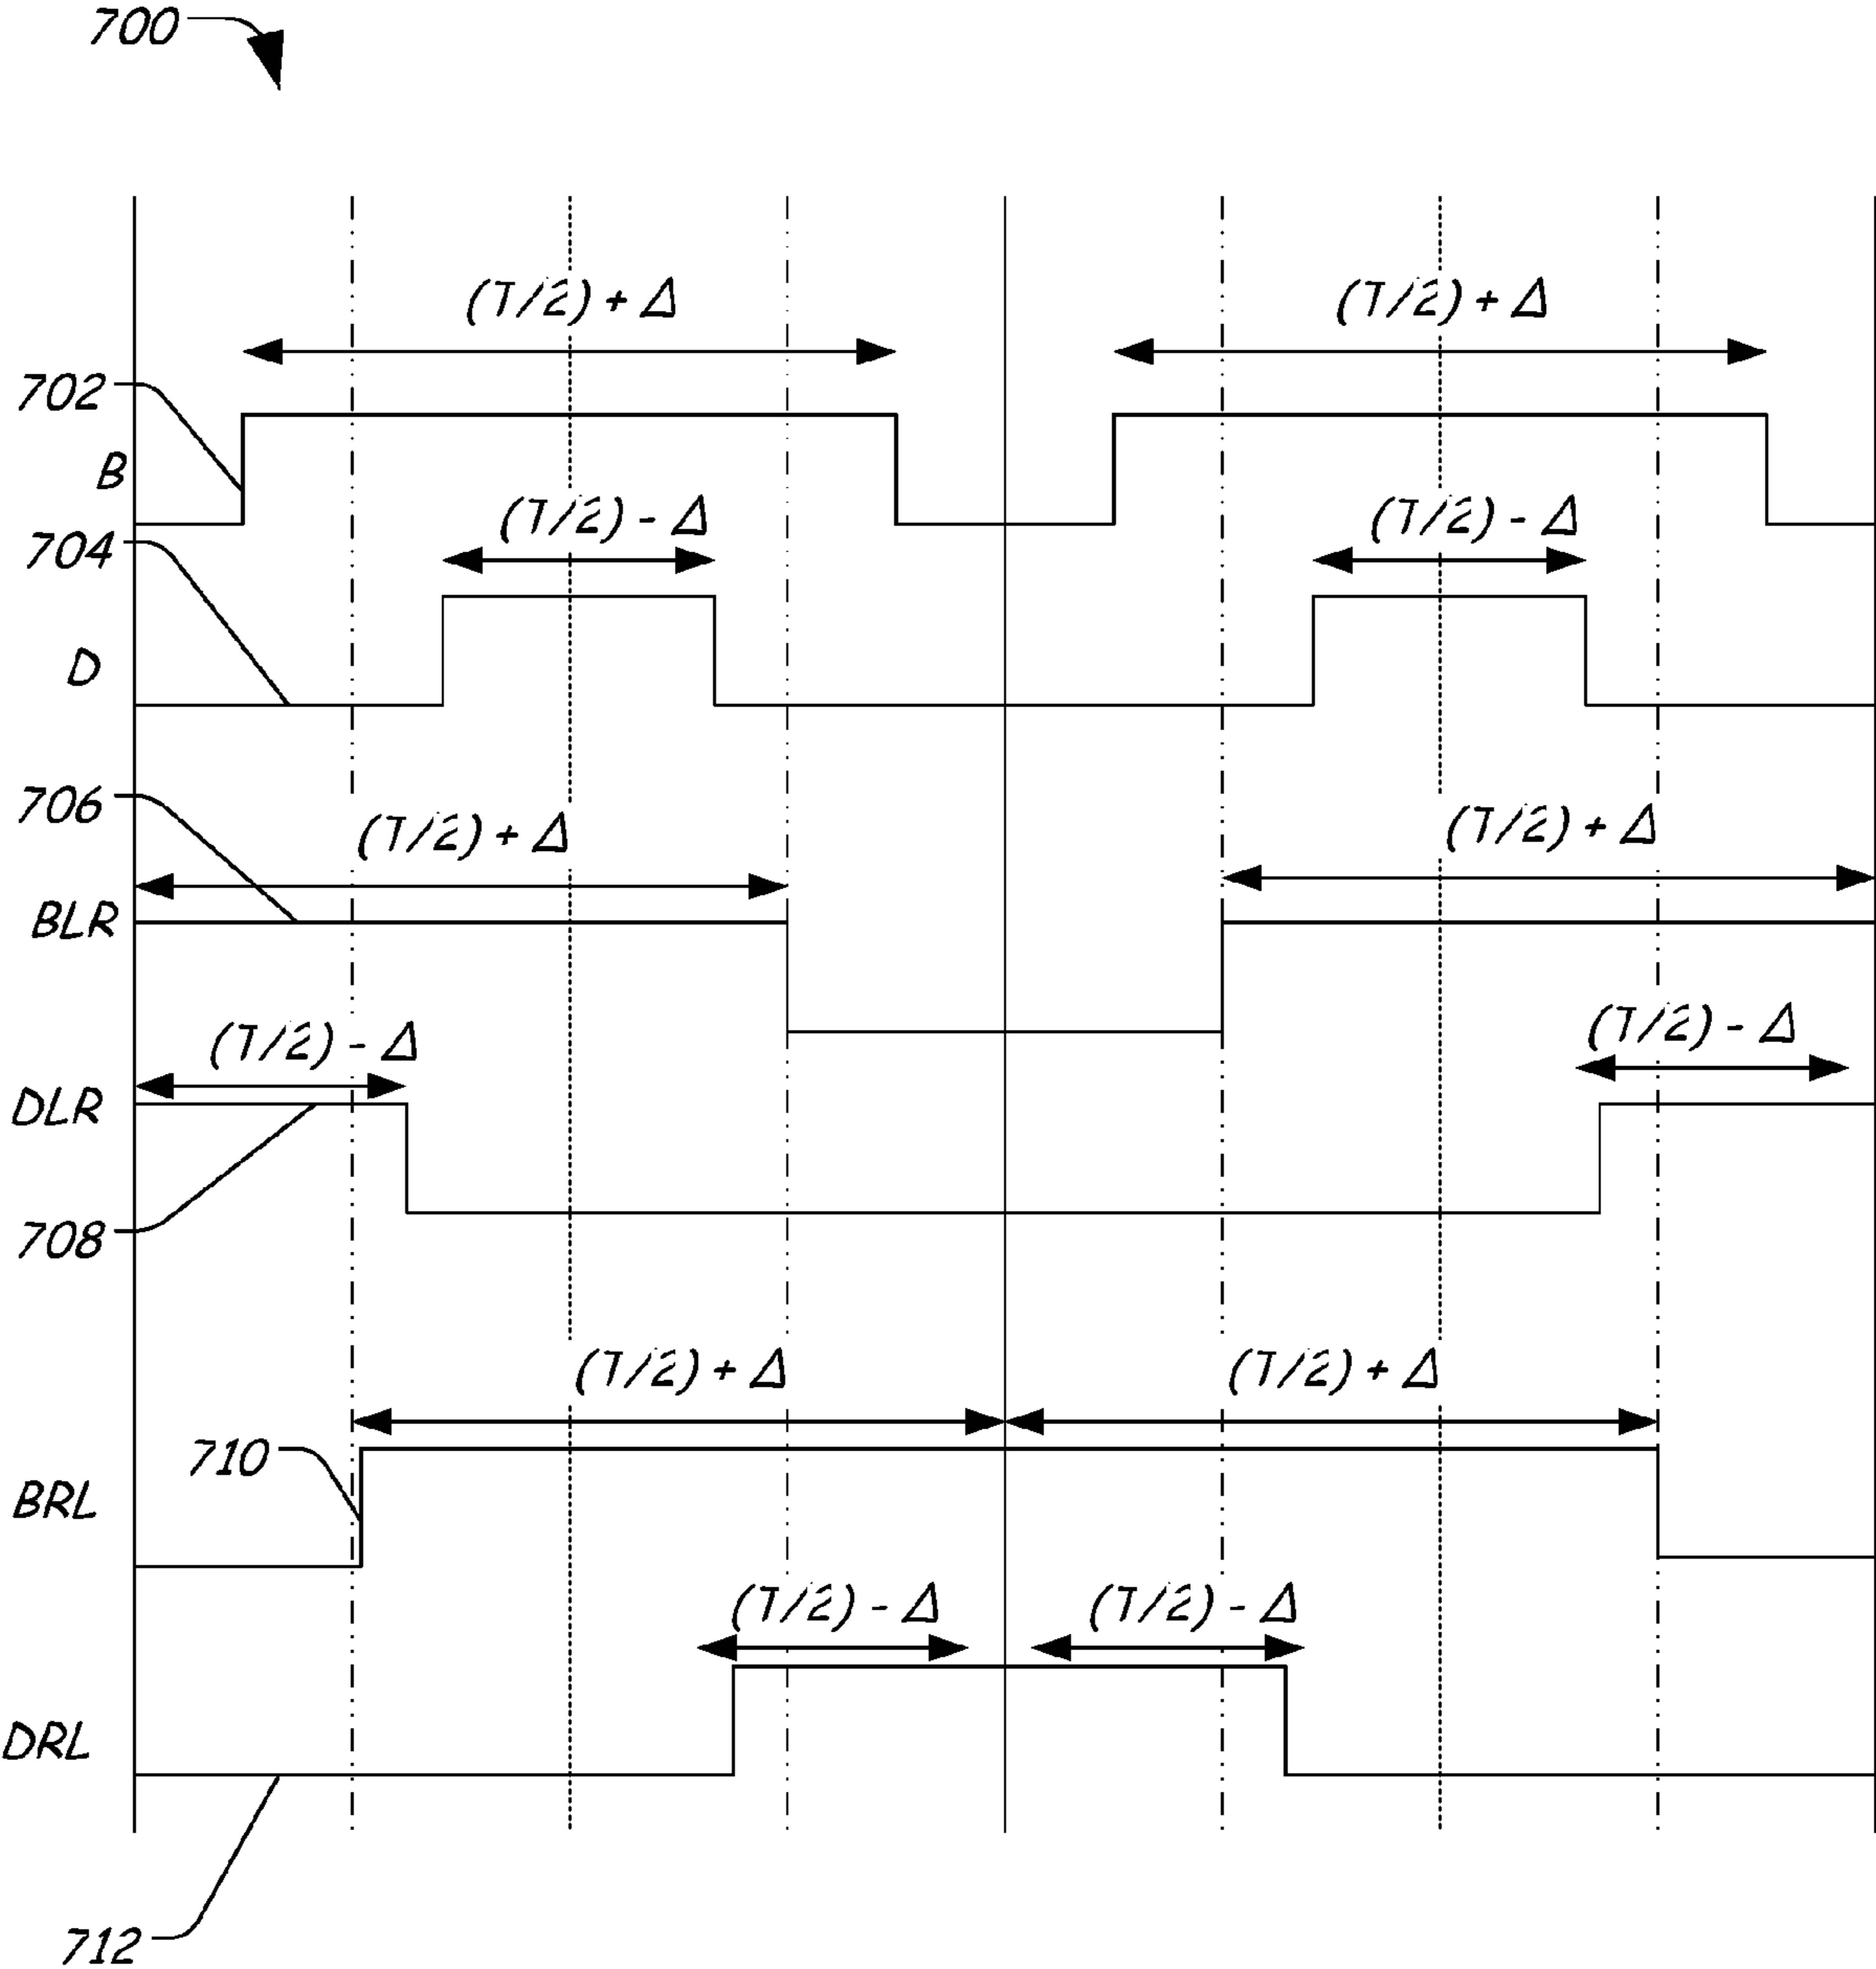 700
(T/2) + Δ (T/2) + Δ
702
B
(T/2) - Δ (T/2) - Δ
704
D
706
(T/2) + Δ (T/2) + Δ
BLR
(T/2) - Δ (T/2) - Δ
DLR
708
(T/2) + Δ (T/2) + Δ
710
BRL
(T/2) - Δ (T/2) - Δ
DRL
712